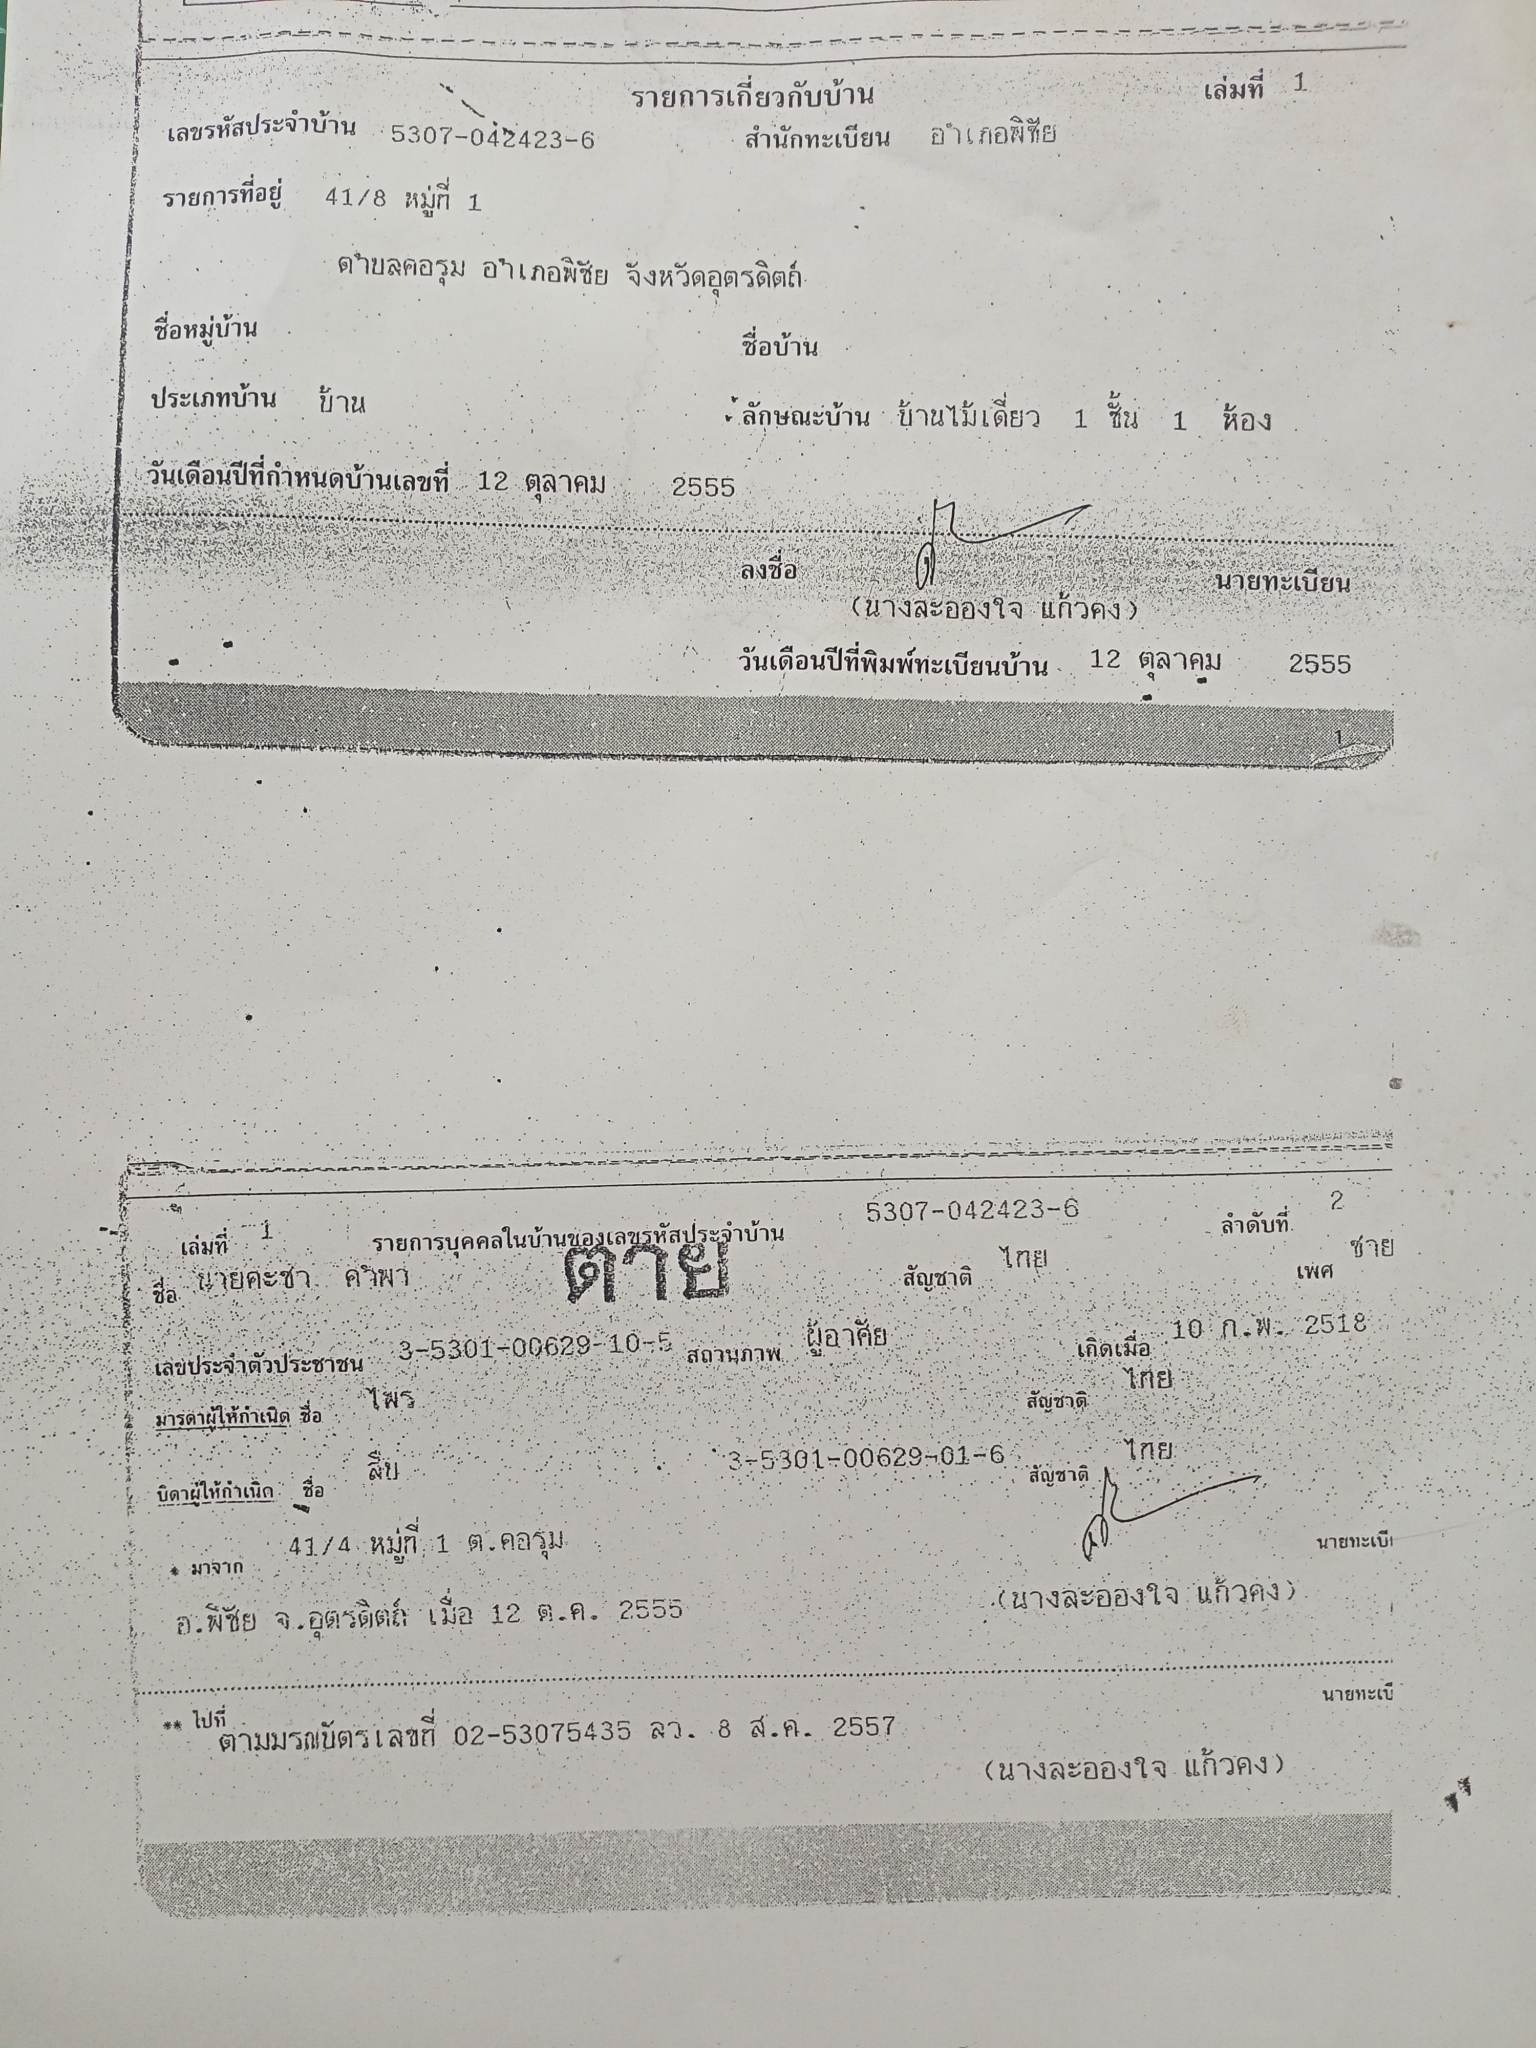 รายการเกี่ยวกับบ้าน เล่มที่ 1
เลขรหัสประจำบ้าน 5307-042423-6 สำนักทะเบียน อำเภอพิชัย
รายการที่อยู่ 41/8 หมู่ที่ 1
ตำบลคอรุม อำเภอพิชัย จังหวัดอุตรดิตถ์
ชื่อหมู่บ้าน ชื่อบ้าน
ประเภทบ้าน บ้าน ลักษณะบ้าน บ้านไม้เดี่ยว 1 ชั้น 1 ห้อง
วันเดือนปีที่กำหนดบ้านเลขที่ 12 ตุลาคม 2555
ลงชื่อ นายทะเบียน
(นางละอองใจ แก้วคง)
วันเดือนปีที่พิมพ์ทะเบียนบ้าน 12 ตุลาคม 2555
1
เล่มที่ 1 รายการบุคคลในบ้านของเลขรหัสประจำบ้าน 5307-042423-6 ลำดับที่ 2
ชื่อ นายคะชา คำพา ตาย สัญชาติ ไทย เพศ ชาย
เลขประจำตัวประชาชน 3-5301-00629-10-5 สถานภาพ ผู้อาศัย เกิดเมื่อ 10 ก.พ. 2518
มารดาผู้ให้กำเนิด ชื่อ ไพร สัญชาติ ไทย
บิดาผู้ให้กำเนิด ชื่อ สืบ 3-5301-00629-01-6 สัญชาติ ไทย
* มาจาก 41/4 หมู่ที่ 1 ต.คอรุม นายทะเบี
อ.พิชัย จ.อุตรดิตถ์ เมื่อ 12 ต.ค. 2555 (นางละอองใจ แก้วคง)
** ไปที่ นายทะเบี
ตามมรณบัตรเลขที่ 02-53075435 ลว. 8 ส.ค. 2557
(นางละอองใจ แก้วคง)